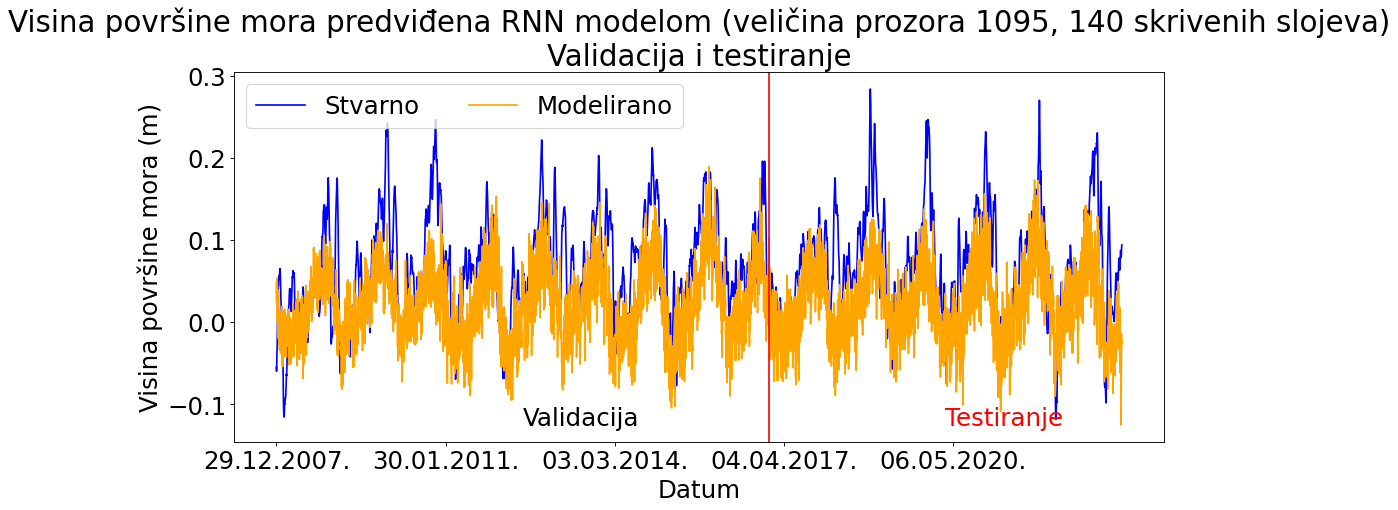 Visina površine mora predviđena RNN modelom (veličina prozora 1095, 140 skrivenih slojeva)
Validacija i testiranje
Stvarno
Modelirano
Visina površine mora (m)
0.3
0.2
0.1
0.0
−0.1
Validacija
Testiranje
29.12.2007.
30.01.2011.
03.03.2014.
04.04.2017.
06.05.2020.
Datum